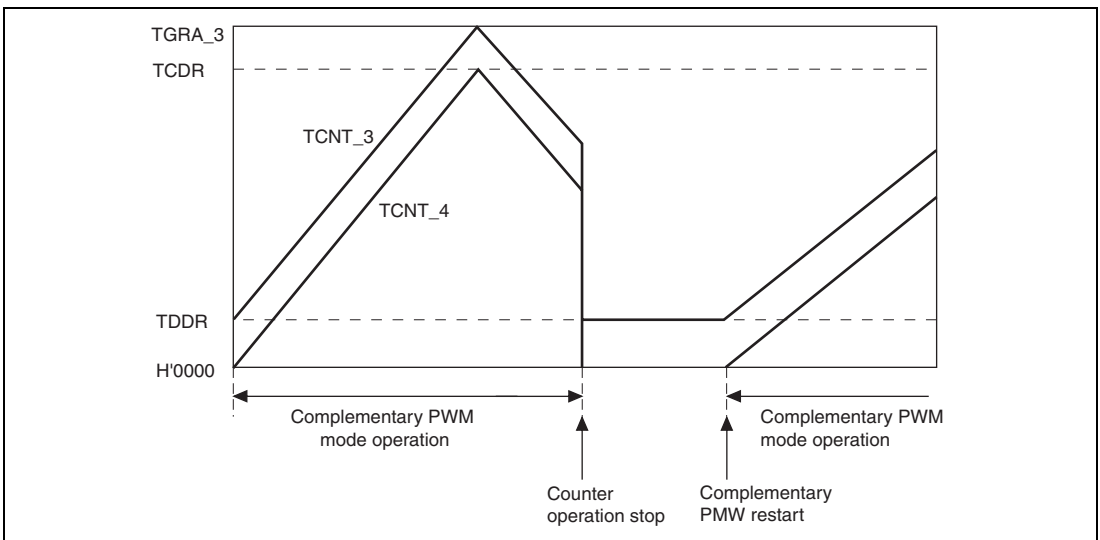 TGRA_3
TCDR
TCNT_3
TCNT_4
TDDR
H'0000
Complementary PWM
mode operation
Complementary PWM
mode operation
Counter
operation stop
Complementary
PMW restart